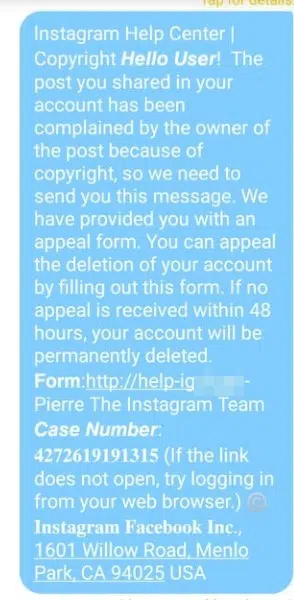 Tap for details.
Instagram Help Center |
Copyright Hello User!  The
post you shared in your
account has been
complained by the owner of
the post because of
copyright, so we need to
send you this message. We
have provided you with an
appeal form. You can appeal
the deletion of your account
by filling out this form. If no
appeal is received within 48
hours, your account will be
permanently deleted.
Form:http://help-ig -
Pierre The Instagram Team
Case Number:
4272619191315 (If the link
does not open, try logging in
from your web browser.)
Instagram Facebook Inc.,
1601 Willow Road, Menlo
Park, CA 94025 USA